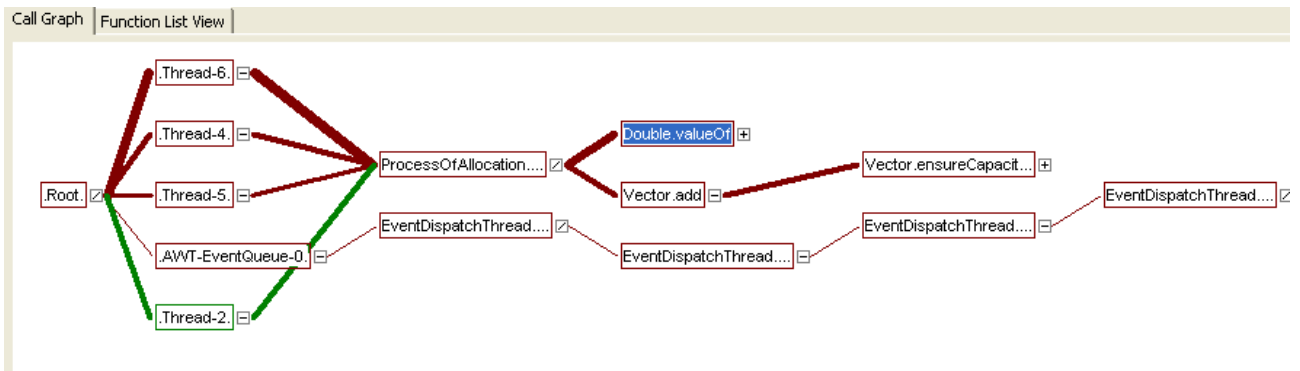 Call Graph
Function List View
.Thread-6.
.Thread-4.
Double.valueOf
ProcessOfAllocation....
Vector.ensureCapacit...
.Root.
.Thread-5.
Vector.add
EventDispatchThread....
EventDispatchThread....
EventDispatchThread....
.AWT-EventQueue-0.
EventDispatchThread....
.Thread-2.